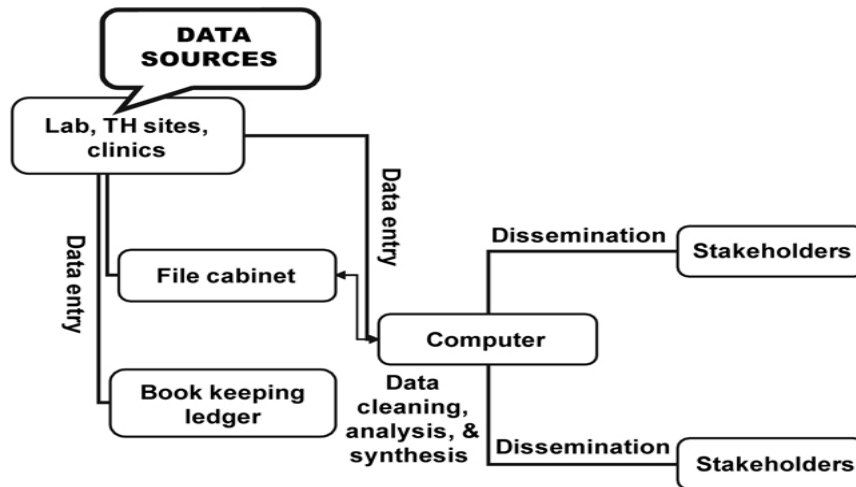 DATA
SOURCES
Lab, TH sites,
clinics
Data entry
Data entry
File cabinet
Book keeping
ledger
Computer
Data
cleaning,
analysis, &
synthesis
Dissemination
Stakeholders
Dissemination
Stakeholders